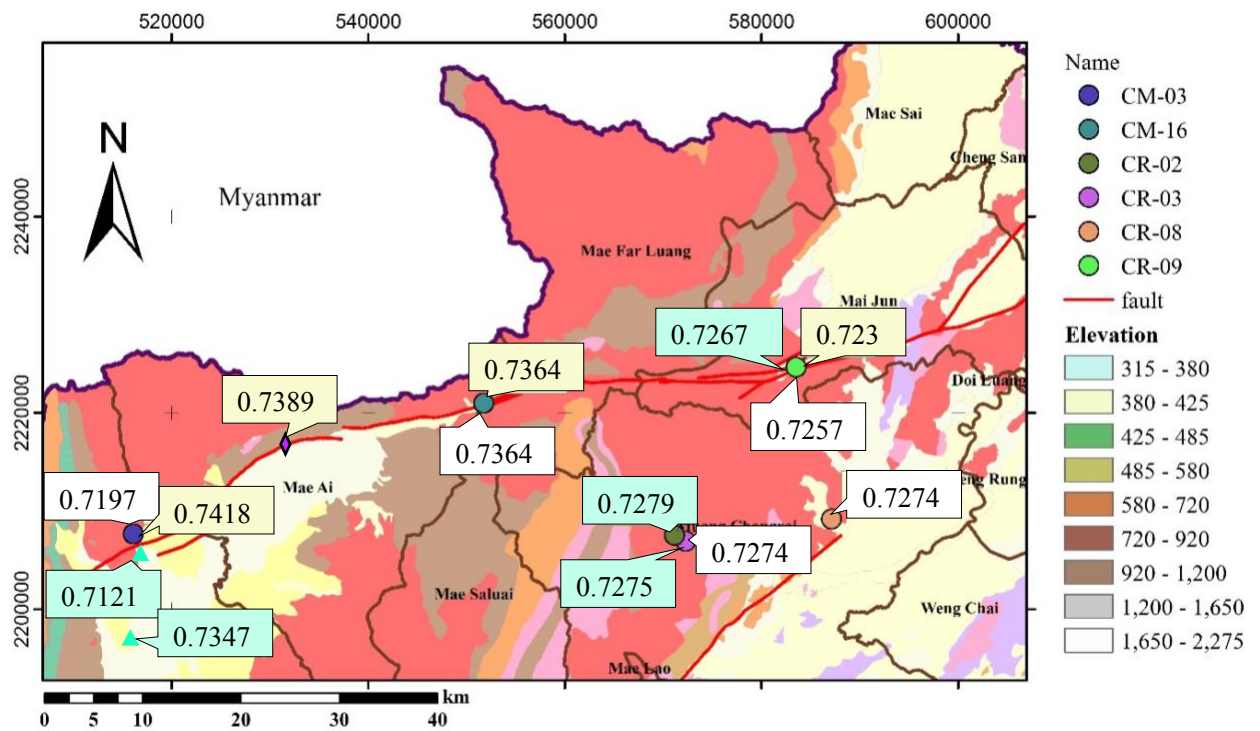 520000
540000
560000
580000
600000
2240000
2220000
2200000
N
Myanmar
Mae Sai
Cheng San
Mae Far Luang
Mai Jun
0.7267
0.723
0.7364
Doi Luang
0.7389
0.7257
0.7364
Mae Ai
0.7197
0.7418
0.7279
0.7274
eng Rung
0.7274
0.7121
0.7275
Mae Saluai
Weng Chai
0.7347
Mae Lao
km
0 5 10 20 30 40
Name
CM-03
CM-16
CR-02
CR-03
CR-08
CR-09
fault
Elevation
315 - 380
380 - 425
425 - 485
485 - 580
580 - 720
720 - 920
920 - 1,200
1,200 - 1,650
1,650 - 2,275